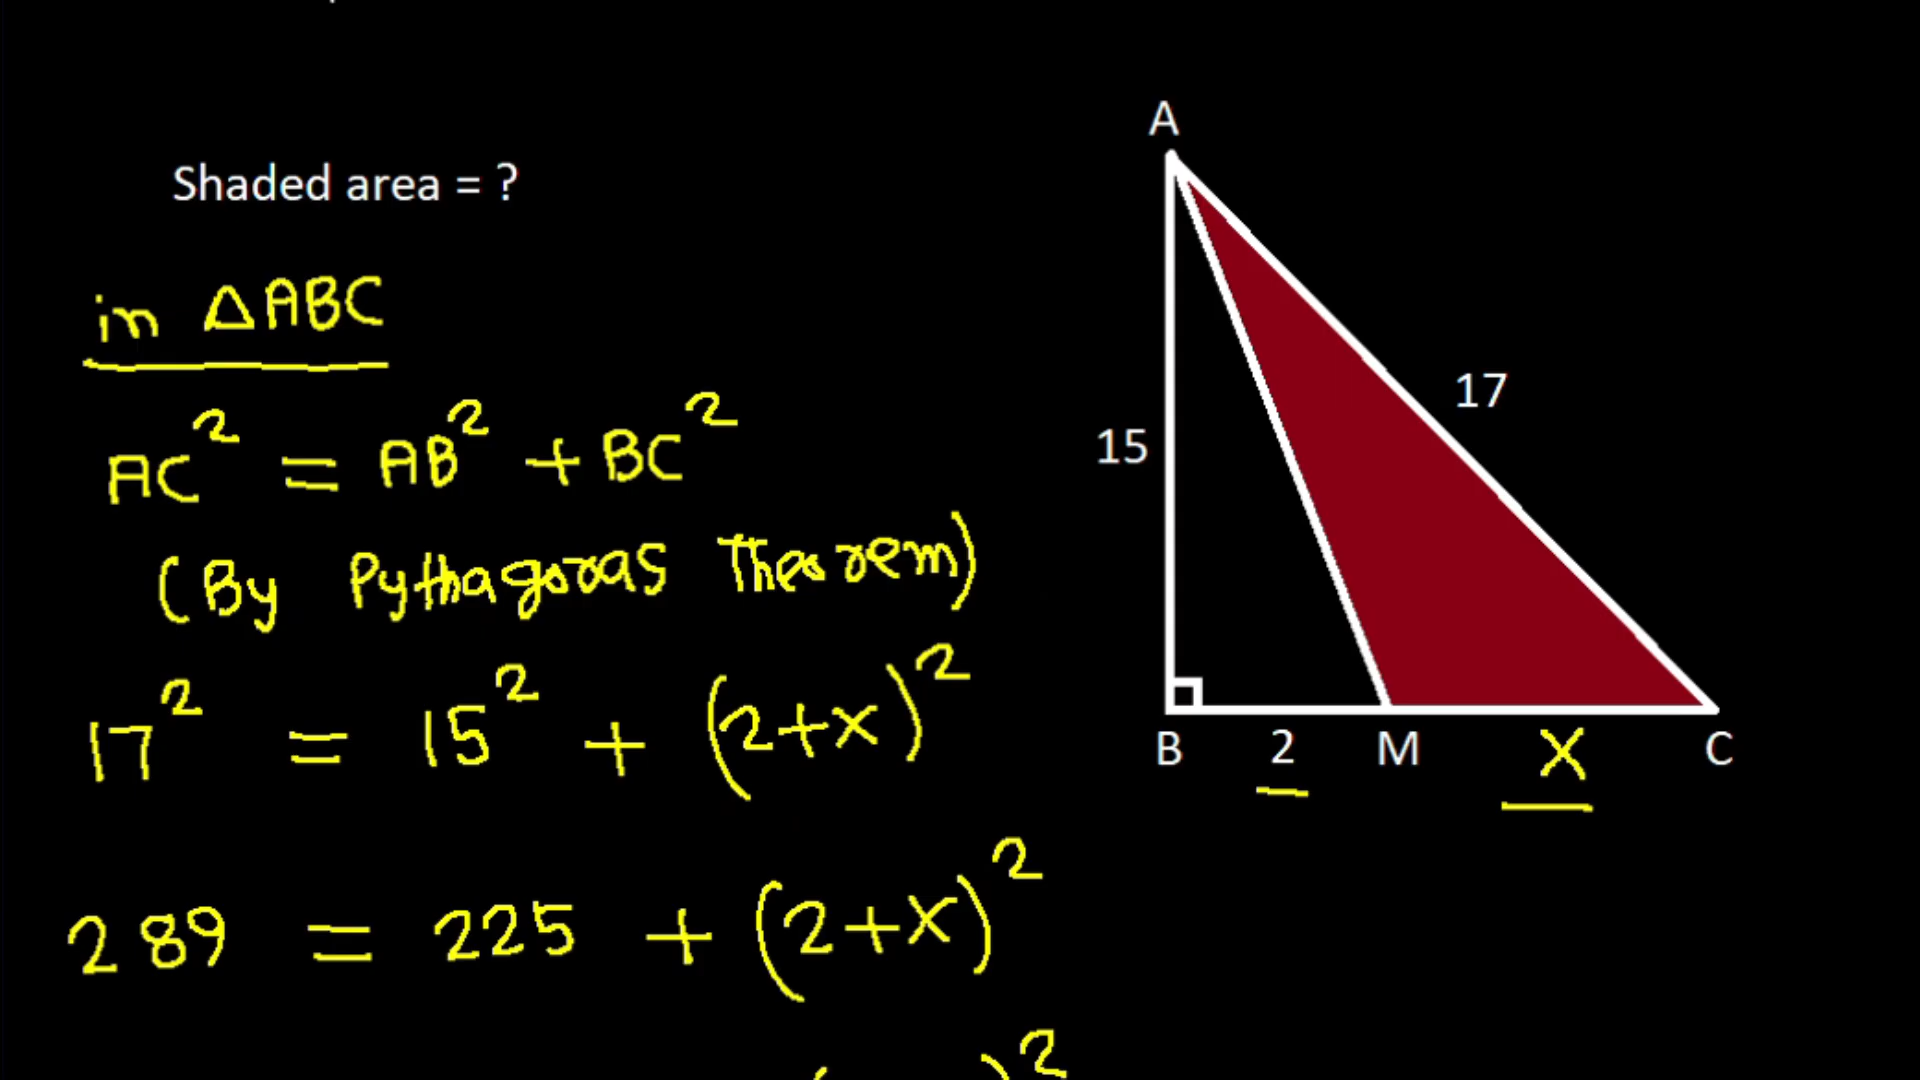 Shaded area = ?
in △ABC
AC² = AB² + BC²
(By Pythagoras Theorem)
17² = 15² + (2+x)²
289 = 225 + (2+x)²
A
15
17
B 2 M X C